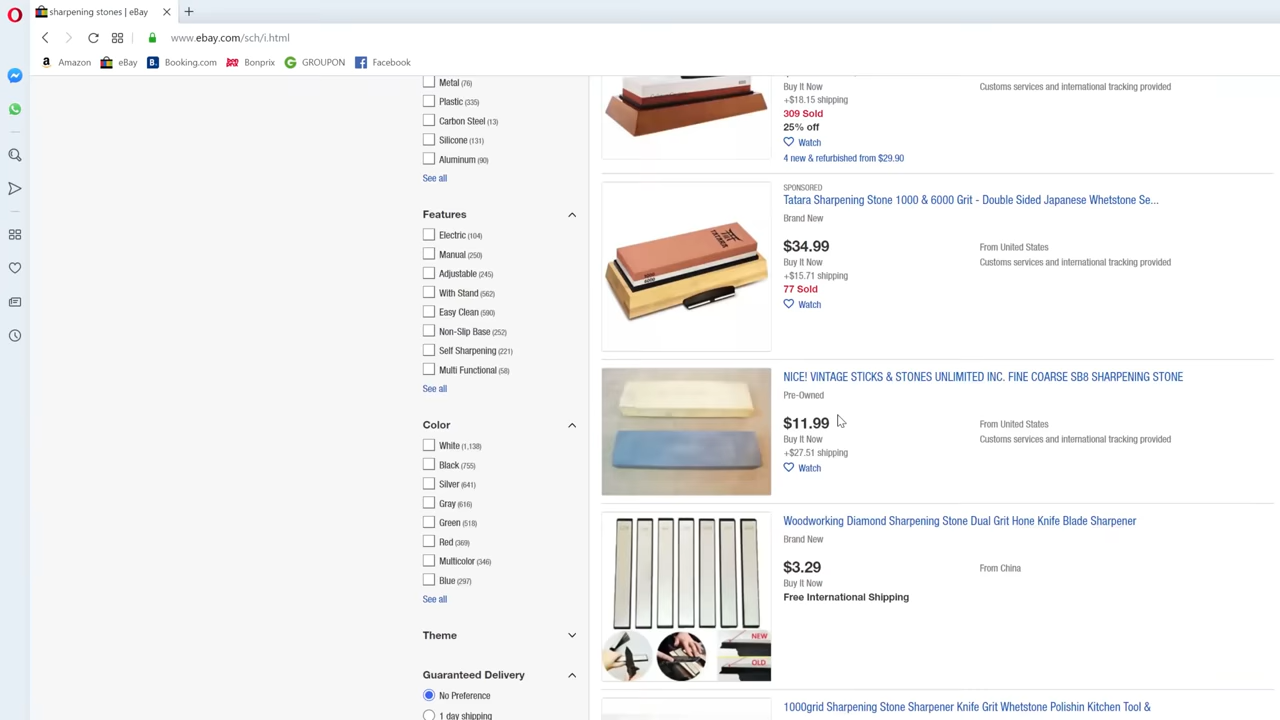 sharpening stones | eBay
www.ebay.com/sch/i.html
Amazon
eBay
Booking.com
Bonprix
GROUPON
Facebook
Metal (76)
Plastic (335)
Carbon Steel (13)
Silicone (131)
Aluminum (90)
See all
Features
Electric (104)
Manual (250)
Adjustable (245)
With Stand (562)
Easy Clean (590)
Non-Slip Base (252)
Self Sharpening (221)
Multi Functional (58)
See all
Color
White (1,138)
Black (755)
Silver (641)
Gray (616)
Green (518)
Red (369)
Multicolor (346)
Blue (297)
See all
Theme
Guaranteed Delivery
No Preference
1 day shipping
Buy It Now
Customs services and international tracking provided
+$18.15 shipping
309 Sold
25% off
Watch
4 new & refurbished from $29.90
SPONSORED
Tatara Sharpening Stone 1000 & 6000 Grit - Double Sided Japanese Whetstone Se...
Brand New
$34.99
From United States
Buy It Now
Customs services and international tracking provided
+$15.71 shipping
77 Sold
Watch
NICE! VINTAGE STICKS & STONES UNLIMITED INC. FINE COARSE SB8 SHARPENING STONE
Pre-Owned
$11.99
From United States
Buy It Now
Customs services and international tracking provided
+$27.51 shipping
Watch
Woodworking Diamond Sharpening Stone Dual Grit Hone Knife Blade Sharpener
Brand New
$3.29
From China
Buy It Now
Free International Shipping
NEW
OLD
1000grid Sharpening Stone Sharpener Knife Grit Whetstone Polishin Kitchen Tool &